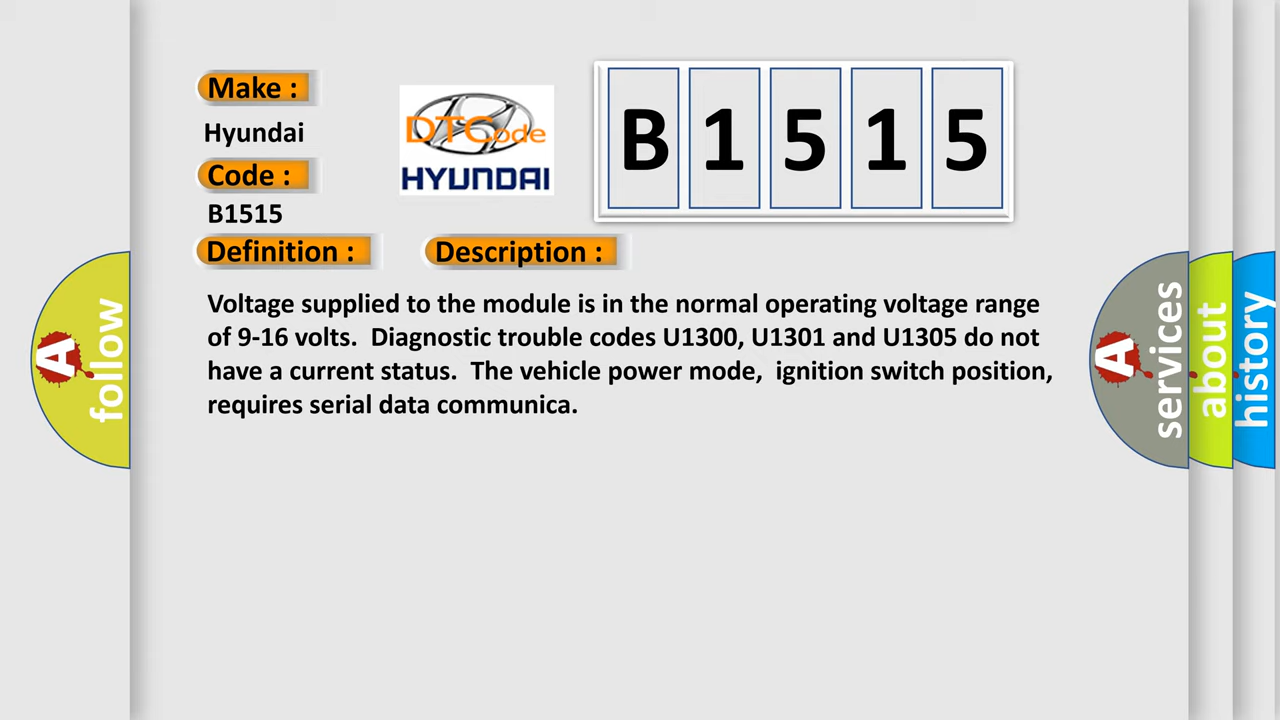 Make :
Hyundai
Code :
B1515
DTCode
HYUNDAI
B 1 5 1 5
Definition :
Description :
Voltage supplied to the module is in the normal operating voltage range
of 9-16 volts  Diagnostic trouble codes U1300, U1301 and U1305 do not
have a current status  The vehicle power mode,  ignition switch position,
requires serial data communica.
A follow
A services
about
history